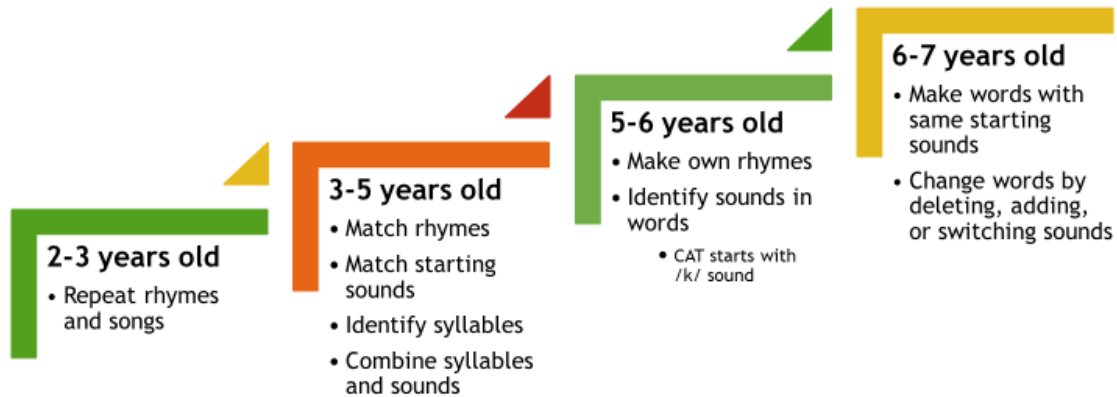 2-3 years old
• Repeat rhymes
and songs
3-5 years old
• Match rhymes
• Match starting
sounds
• Identify syllables
• Combine syllables
and sounds
5-6 years old
• Make own rhymes
• Identify sounds in
words
• CAT starts with
/k/ sound
6-7 years old
• Make words with
same starting
sounds
• Change words by
deleting, adding,
or switching sounds